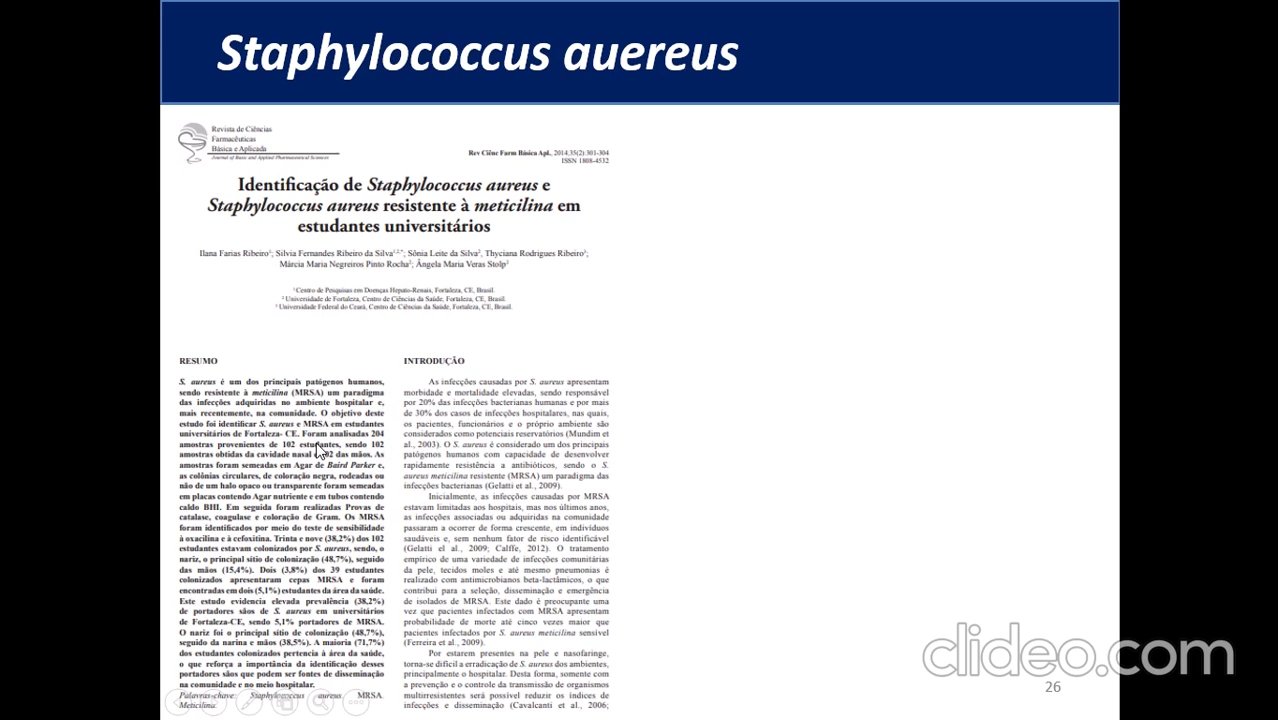 Staphylococcus auereus
Revista de Ciências
Farmacêuticas
Básica e Aplicada
Journal of Basic and Applied Pharmaceutical Sciences
Rev Ciênc Farm Básica Apl., 2014;35(2):301-304
ISSN 1808-4532
Identificação de Staphylococcus aureus e
Staphylococcus aureus resistente à meticilina em
estudantes universitários
Ilana Farias Ribeiro¹; Silvia Fernandes Ribeiro da Silva¹,²,*; Sônia Leite da Silva², Thyciana Rodrigues Ribeiro³;
Márcia Maria Negreiros Pinto Rocha²; Ângela Maria Veras Stolp²
¹ Centro de Pesquisas em Doenças Hepato-Renais, Fortaleza, CE, Brasil.
² Universidade de Fortaleza, Centro de Ciências da Saúde, Fortaleza, CE, Brasil.
³ Universidade Federal do Ceará, Centro de Ciências da Saúde, Fortaleza, CE, Brasil.
RESUMO
S. aureus é um dos principais patógenos humanos,
sendo resistente à meticilina (MRSA) um paradigma
das infecções adquiridas no ambiente hospitalar e,
mais recentemente, na comunidade. O objetivo deste
estudo foi identificar S. aureus e MRSA em estudantes
universitários de Fortaleza- CE. Foram analisadas 204
amostras provenientes de 102 estudantes, sendo 102
amostras obtidas da cavidade nasal 102 das mãos. As
amostras foram semeadas em Agar de Baird Parker e,
as colônias circulares, de coloração negra, rodeadas ou
não de um halo opaco ou transparente foram semeadas
em placas contendo Agar nutriente e em tubos contendo
caldo BHI. Em seguida foram realizadas Provas de
catalase, coagulase e coloração de Gram. Os MRSA
foram identificados por meio do teste de sensibilidade
à oxacilina e à cefoxitina. Trinta e nove (38,2%) dos 102
estudantes estavam colonizados por S. aureus, sendo, o
nariz, o principal sítio de colonização (48,7%), seguido
das mãos (15,4%). Dois (3,8%) dos 39 estudantes
colonizados apresentaram cepas MRSA e foram
encontradas em dois (5,1%) estudantes da área da saúde.
Este estudo evidencia elevada prevalência (38,2%)
de portadores sãos de S. aureus em universitários
de Fortaleza-CE, sendo 5,1% portadores de MRSA.
O nariz foi o principal sítio de colonização (48,7%),
seguido da narina e mãos (38,5%). A maioria (71,7%)
dos estudantes colonizados pertencia à área da saúde,
o que reforça a importância da identificação desses
portadores sãos que podem ser fontes de disseminação
na comunidade e no meio hospitalar.
Palavras-chave: Staphylococcus aureus. MRSA.
Meticilina.
INTRODUÇÃO
As infecções causadas por S. aureus apresentam
morbidade e mortalidade elevadas, sendo responsável
por 20% das infecções bacterianas humanas e por mais
de 30% dos casos de infecções hospitalares, nas quais,
os pacientes, funcionários e o próprio ambiente são
considerados como potenciais reservatórios (Mundim et
al., 2003). O S. aureus é considerado um dos principais
patógenos humanos com capacidade de desenvolver
rapidamente resistência a antibióticos, sendo o S.
aureus meticilina resistente (MRSA) um paradigma das
infecções bacterianas (Gelatti et al., 2009).
Inicialmente, as infecções causadas por MRSA
estavam limitadas aos hospitais, mas nos últimos anos,
as infecções associadas ou adquiridas na comunidade
passaram a ocorrer de forma crescente, em indivíduos
saudáveis e, sem nenhum fator de risco identificável
(Gelatti el al., 2009; Calffe, 2012). O tratamento
empírico de uma variedade de infecções comunitárias
da pele, tecidos moles e até mesmo pneumonias é
realizado com antimicrobianos beta-lactâmicos, o que
contribui para a seleção, disseminação e emergência
de isolados de MRSA. Este dado é preocupante uma
vez que pacientes infectados com MRSA apresentam
probabilidade de morte até cinco vezes maior que
pacientes infectados por S. aureus meticilina sensível
(Ferreira et al., 2009).
Por estarem presentes na pele e nasofaringe,
torna-se difícil a erradicação de S. aureus dos ambientes,
principalmente o hospitalar. Desta forma, somente com
a prevenção e o controle da transmissão de organismos
multirresistentes será possível reduzir os índices de
infecções e disseminação (Cavalcanti et al., 2006;
clideo.com
26